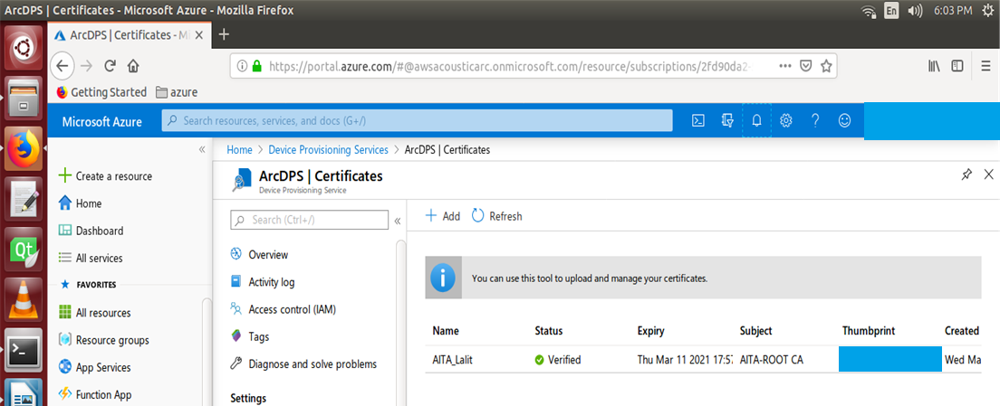 ArcDPS | Certificates - Microsoft Azure - Mozilla Firefox
En
6:03 PM
ArcDPS | Certificates - Mi
https://portal.azure.com/#@awsacousticarc.onmicrosoft.com/resource/subscriptions/2fd90da2-
Getting Started
azure
Microsoft Azure
Search resources, services, and docs (G+/)
Home > Device Provisioning Services > ArcDPS | Certificates
Create a resource
Home
Dashboard
All services
FAVORITES
All resources
Resource groups
App Services
Function App
ArcDPS | Certificates
Device Provisioning Service
Search (Ctrl+/)
Overview
Activity log
Access control (IAM)
Tags
Diagnose and solve problems
Settings
Add
Refresh
You can use this tool to upload and manage your certificates.
Name Status Expiry Subject Thumbprint Created
AITA_Lalit Verified Thu Mar 11 2021 17:57 AITA-ROOT CA Wed Ma
Qt